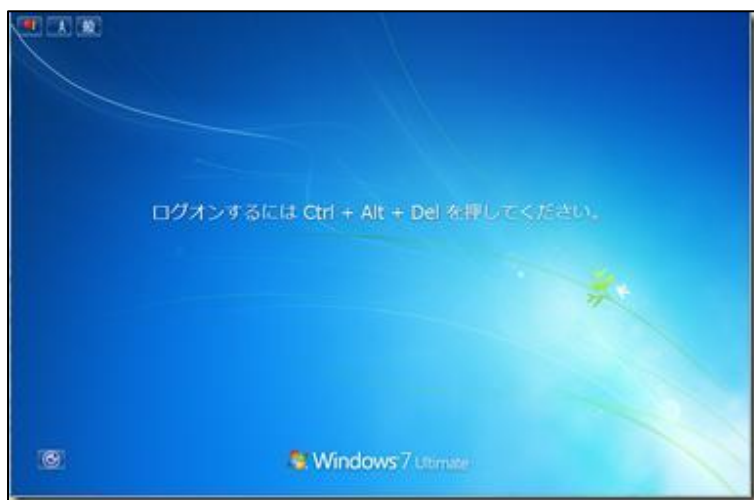 般
ログオンするには Ctrl + Alt + Del を押してください。
Windows 7 Ultimate